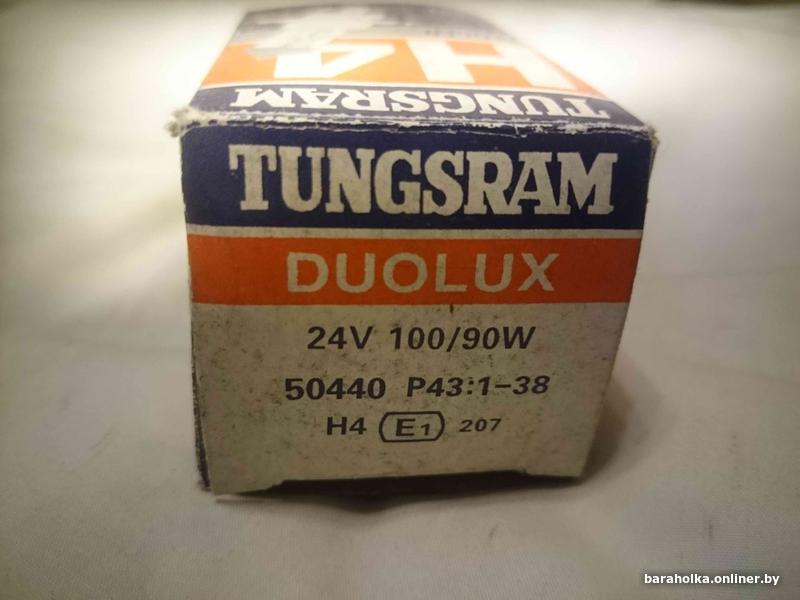 H4
TUNGSRAM
TUNGSRAM
DUOLUX
24V 100/90W
50440 P43:1-38
H4 E1 207
baraholka.onliner.by